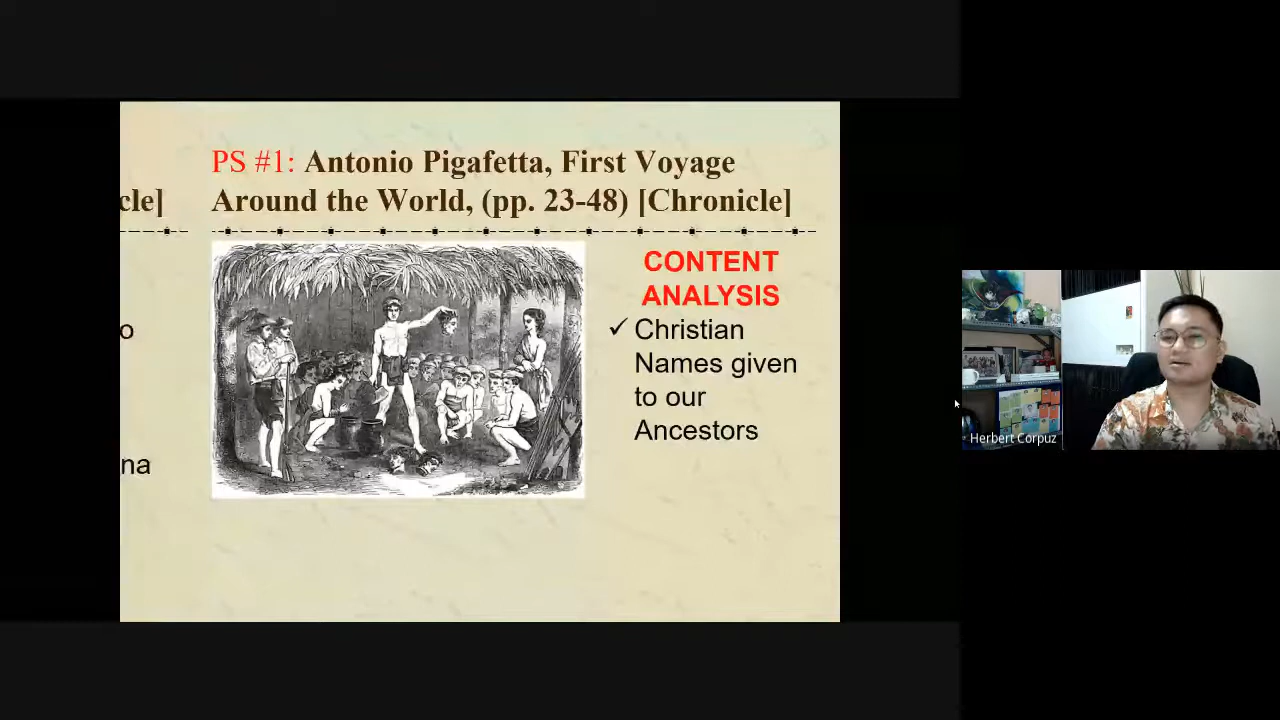 PS #1: Antonio Pigafetta, First Voyage
Around the World, (pp. 23-48) [Chronicle]
cle]
CONTENT
ANALYSIS
✓ Christian
Names given
to our
Ancestors
o
na
Herbert Corpuz